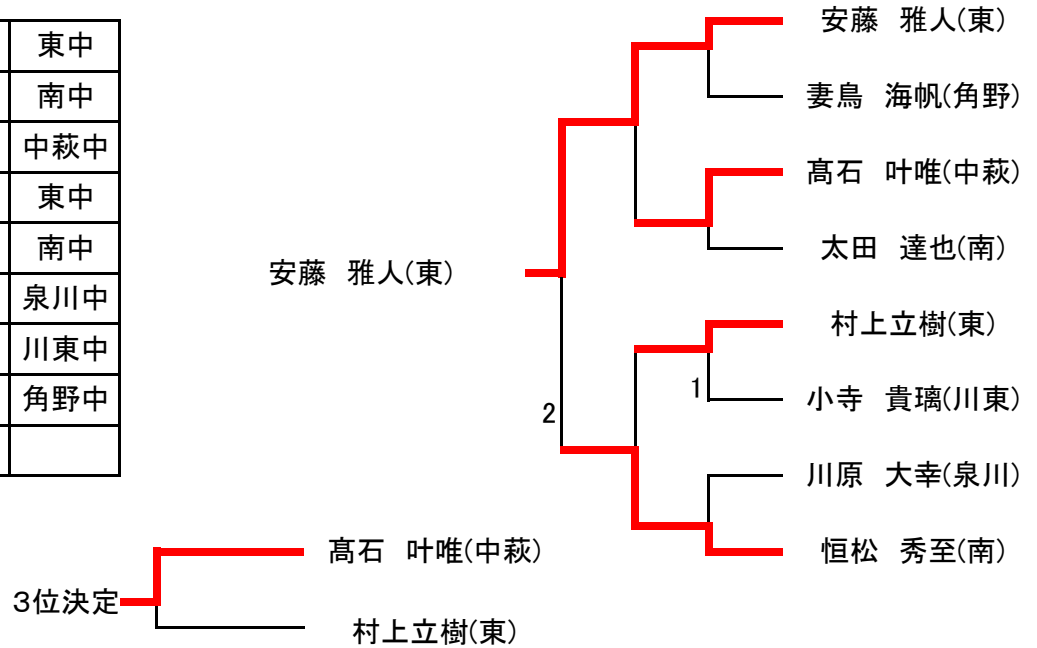 東中
南中
中萩中
東中
南中
泉川中
川東中
角野中
安藤　雅人(東)
妻鳥　海帆(角野)
髙石　叶唯(中萩)
太田　達也(南)
安藤　雅人(東)
村上立樹(東)
1
小寺　貴璃(川東)
2
川原　大幸(泉川)
恒松　秀至(南)
髙石　叶唯(中萩)
3位決定
村上立樹(東)